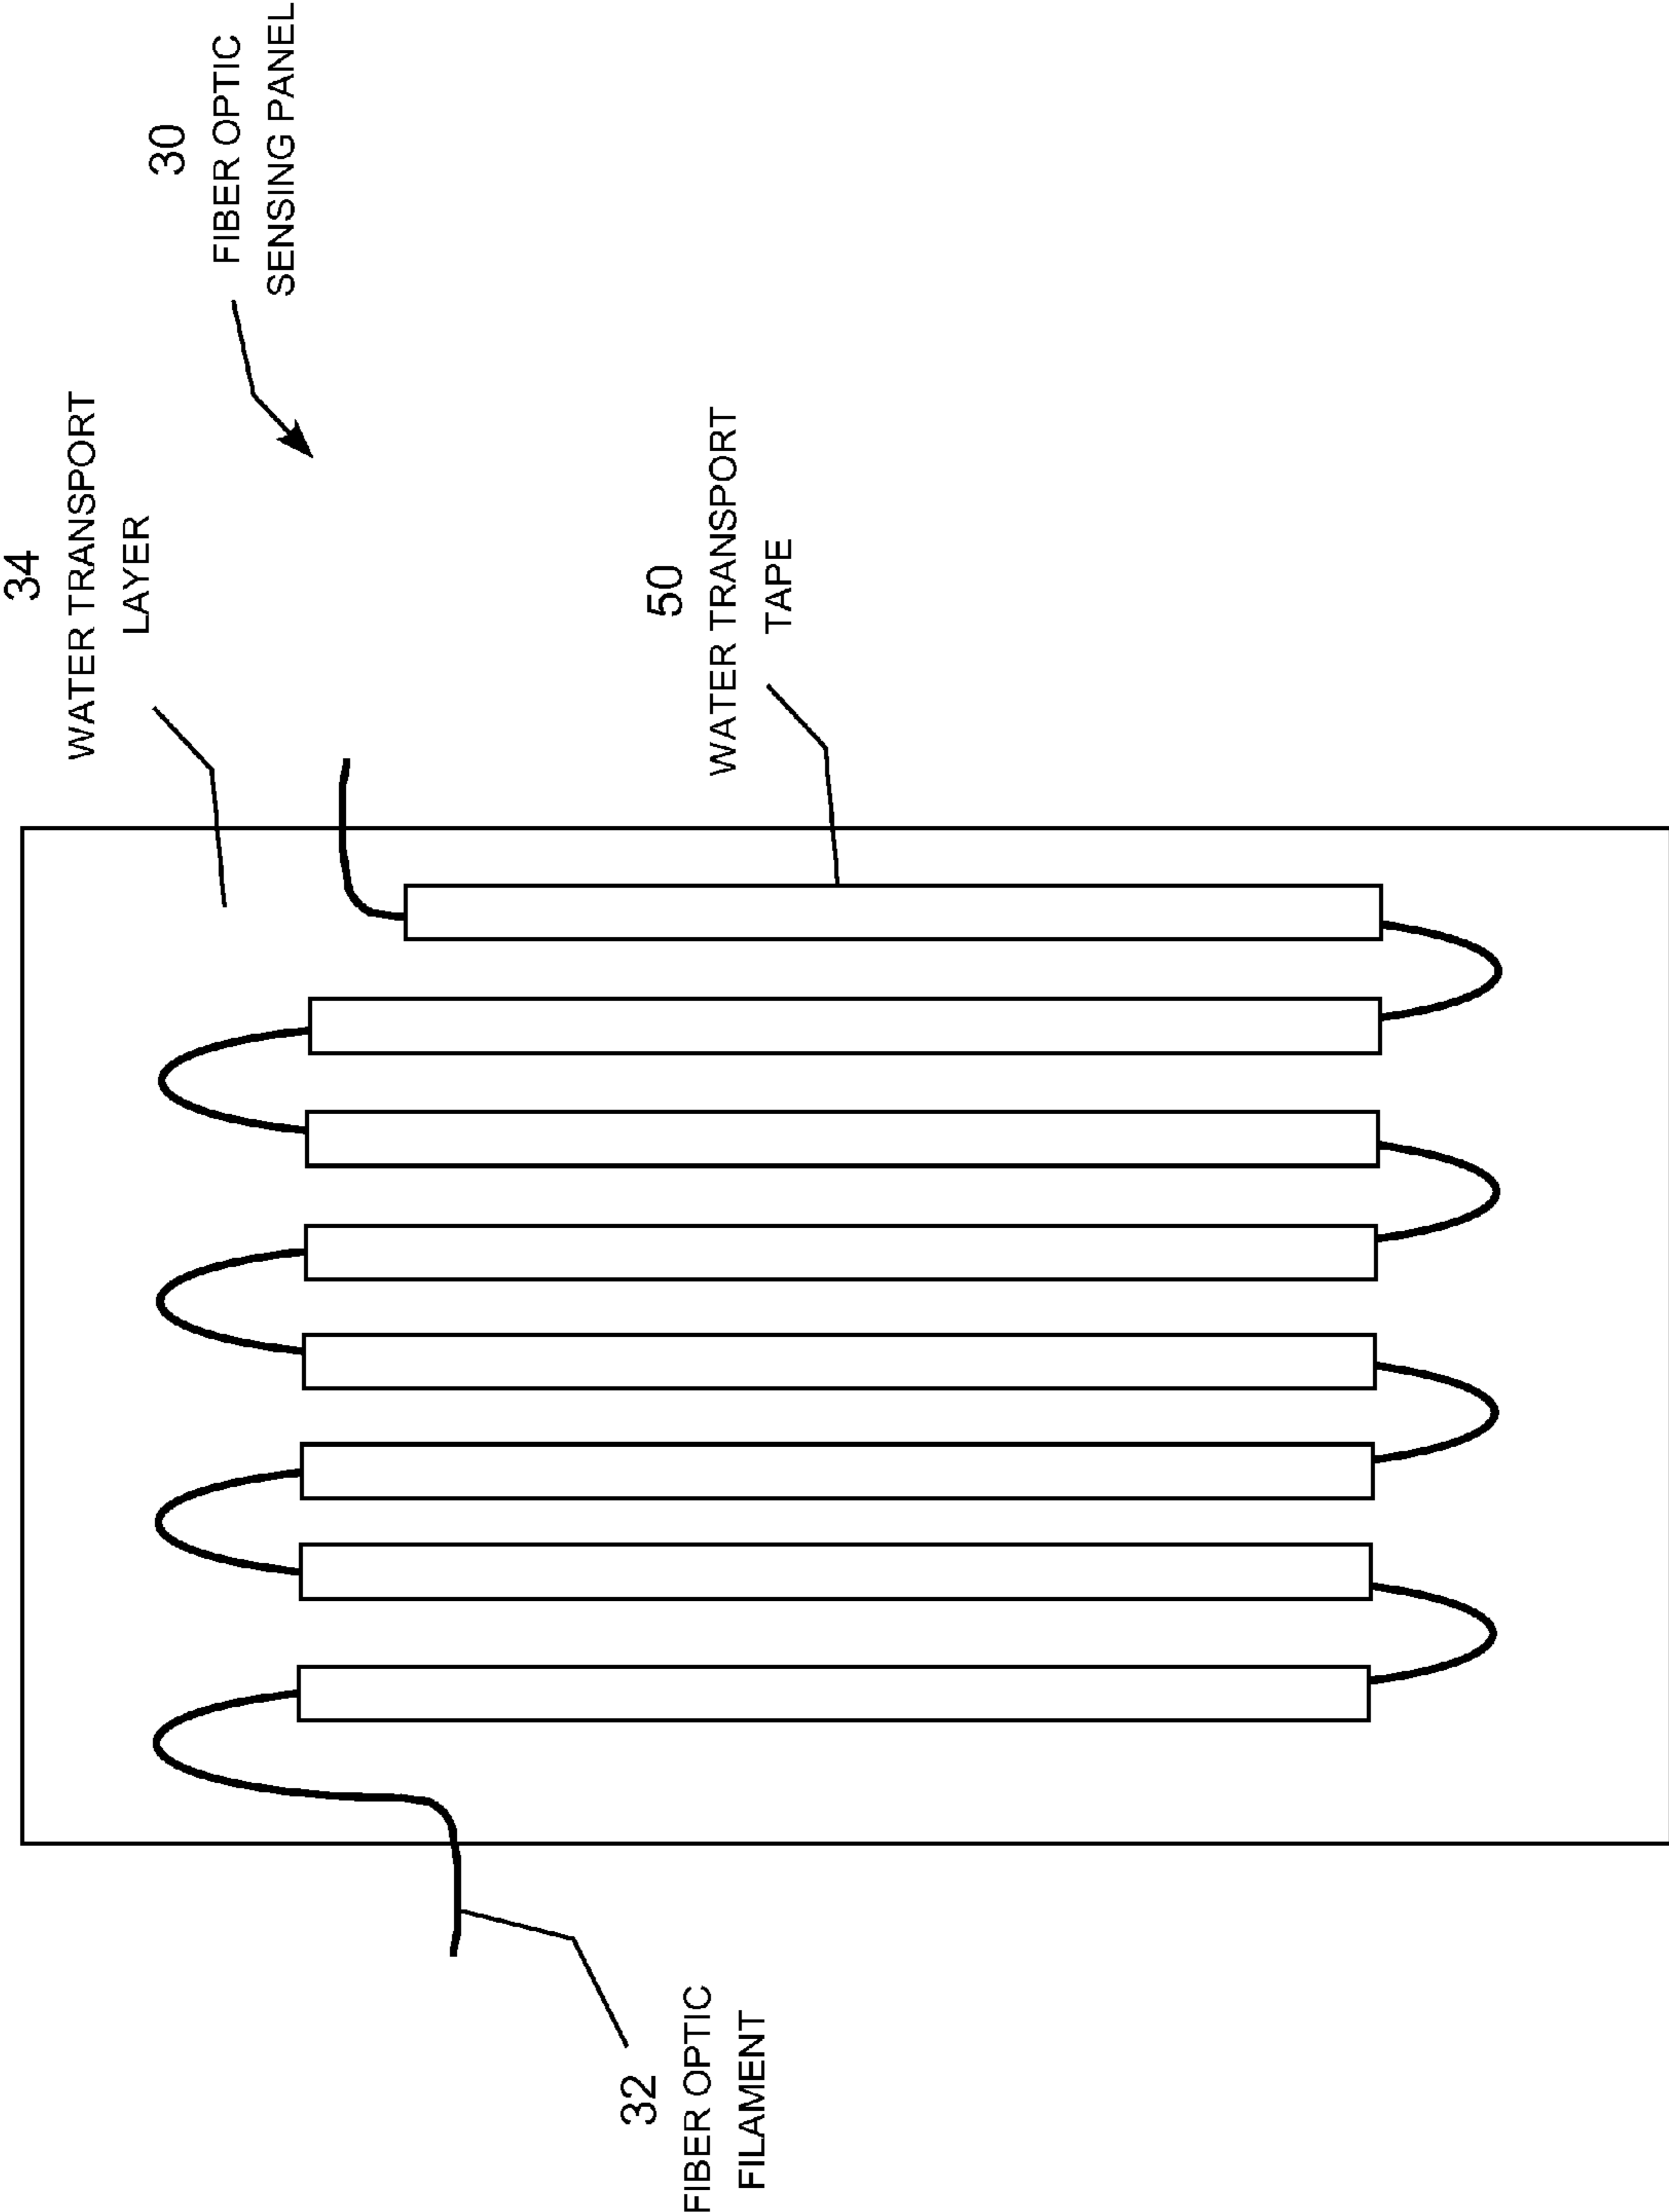 34
WATER TRANSPORT
LAYER
30
FIBER OPTIC
SENSING PANEL
50
WATER TRANSPORT
TAPE
32
FIBER OPTIC
FILAMENT